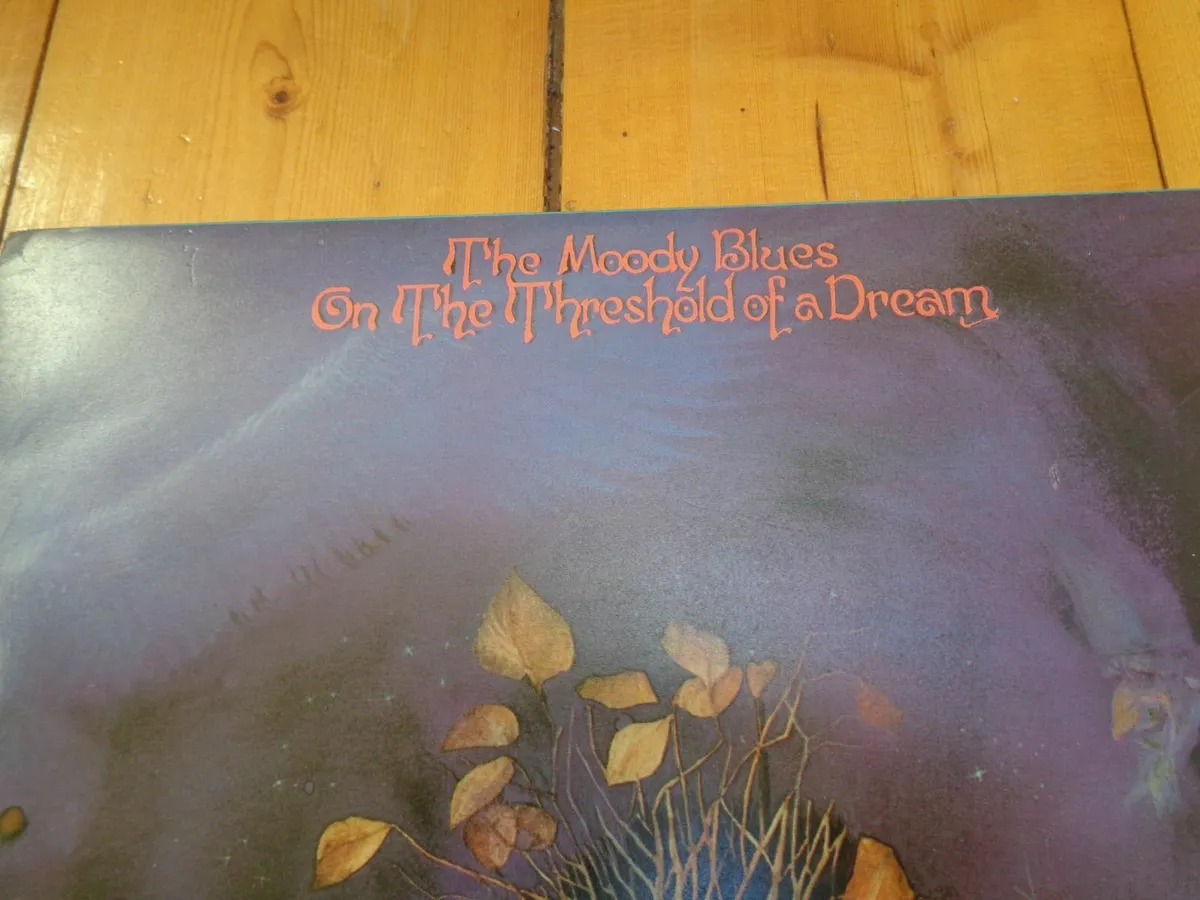 The Moody Blues
On The Threshold of a Dream